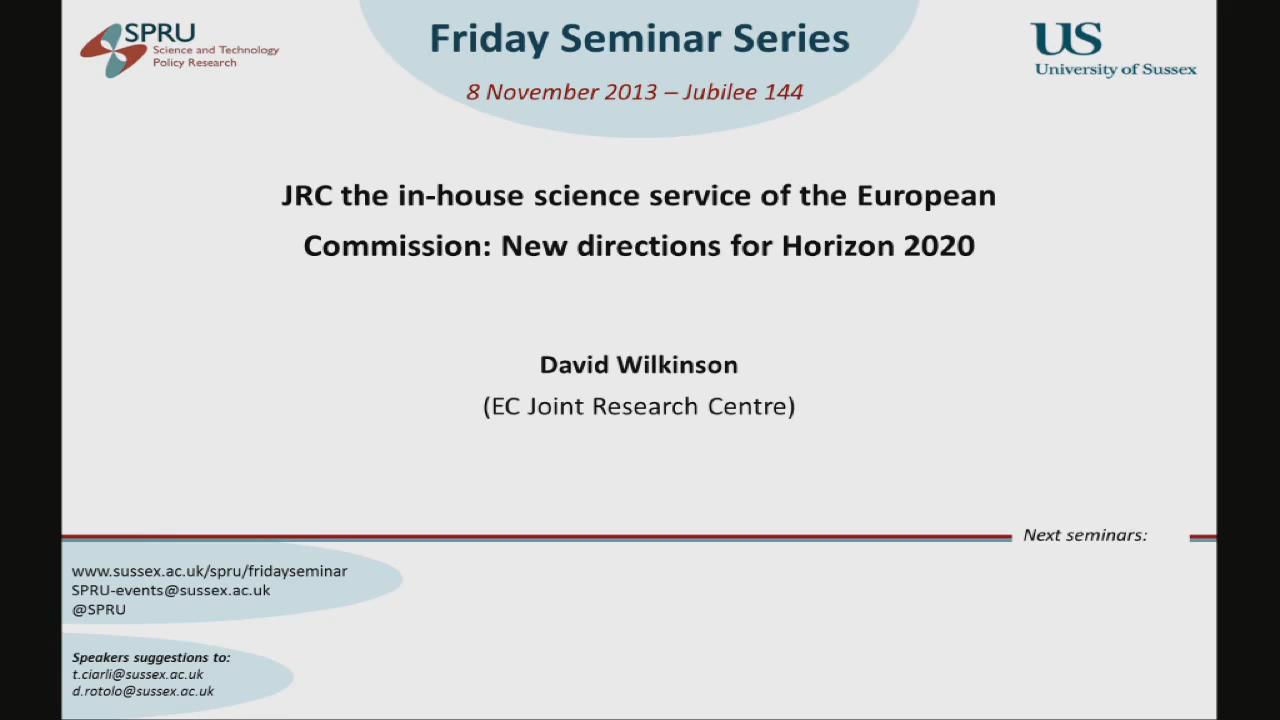 SPRU
Science and Technology
Policy Research
Friday Seminar Series
8 November 2013 – Jubilee 144
US
University of Sussex
JRC the in-house science service of the European
Commission: New directions for Horizon 2020
David Wilkinson
(EC Joint Research Centre)
Next seminars:
www.sussex.ac.uk/spru/fridayseminar
SPRU-events@sussex.ac.uk
@SPRU
Speakers suggestions to:
t.ciarli@sussex.ac.uk
d.rotolo@sussex.ac.uk